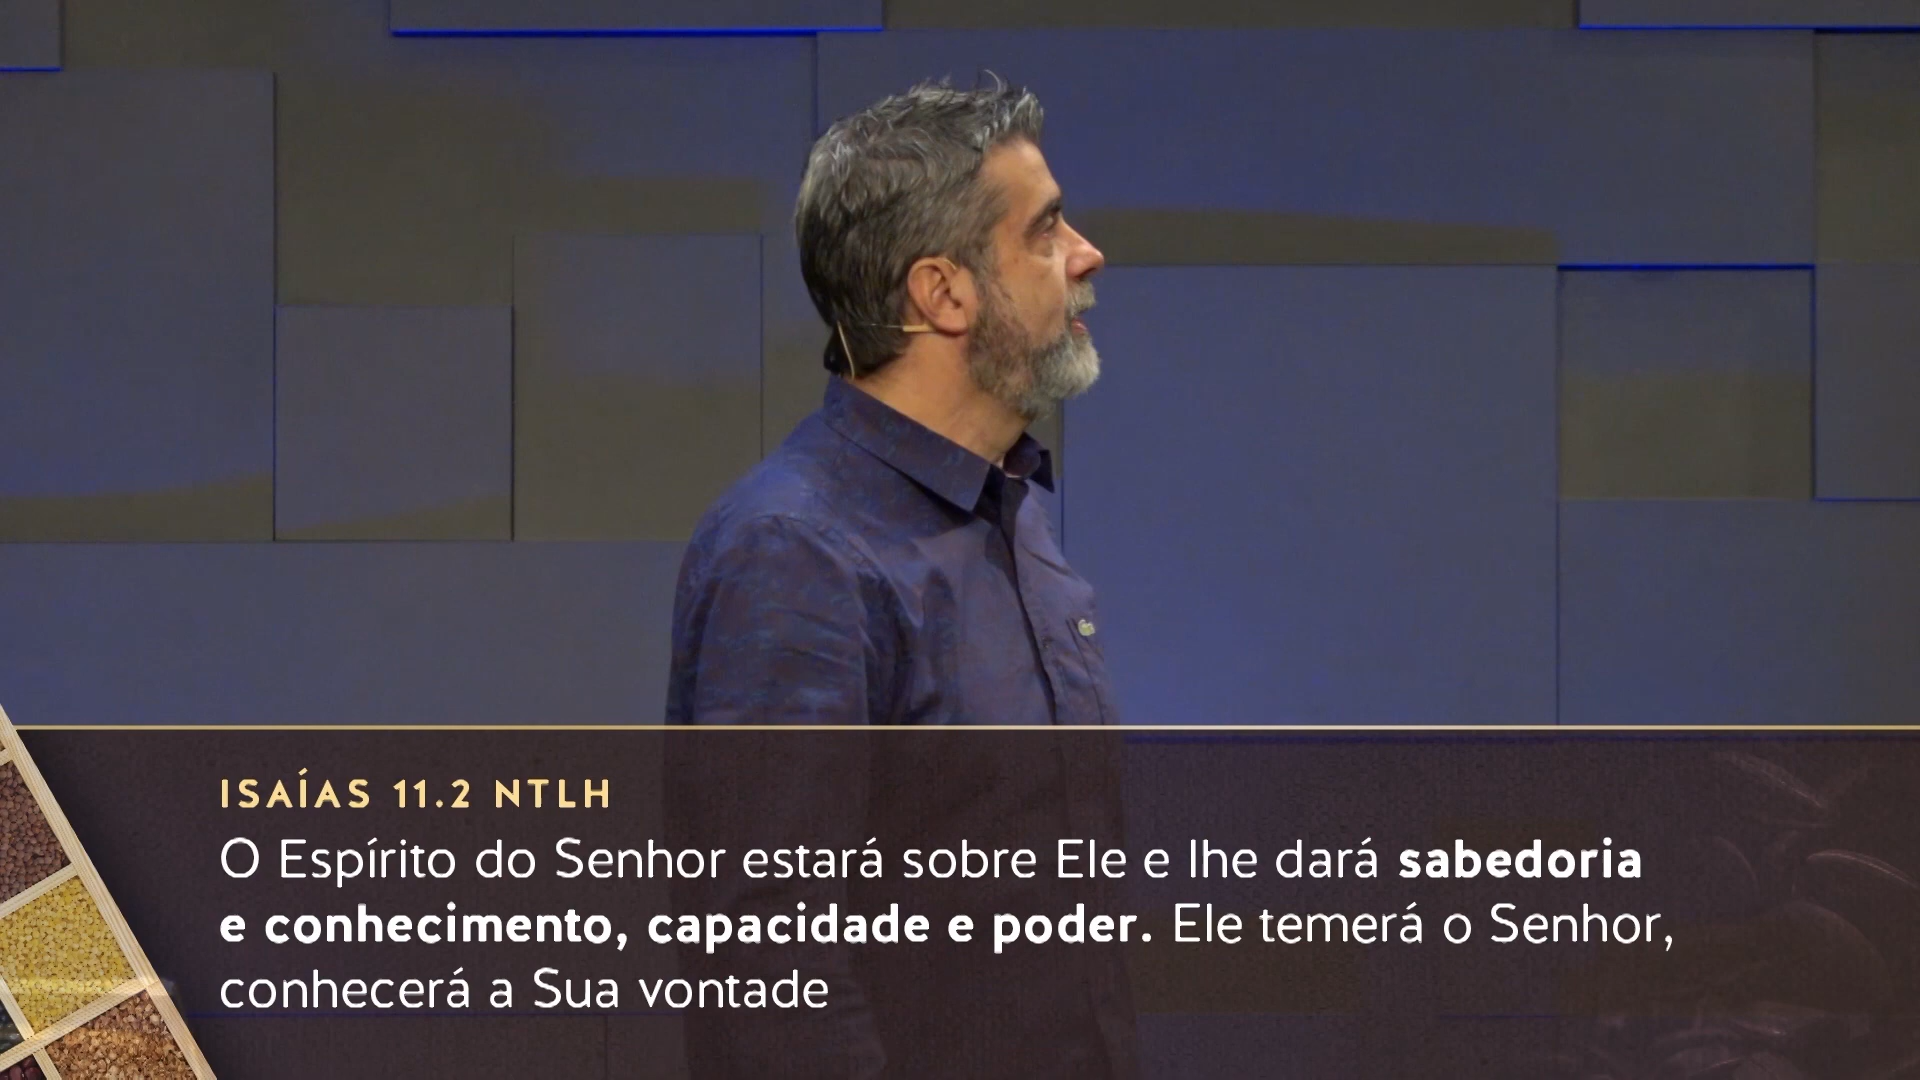 ISAÍAS 11.2 NTLH
O Espírito do Senhor estará sobre Ele e lhe dará sabedoria
e conhecimento, capacidade e poder. Ele temerá o Senhor,
conhecerá a Sua vontade